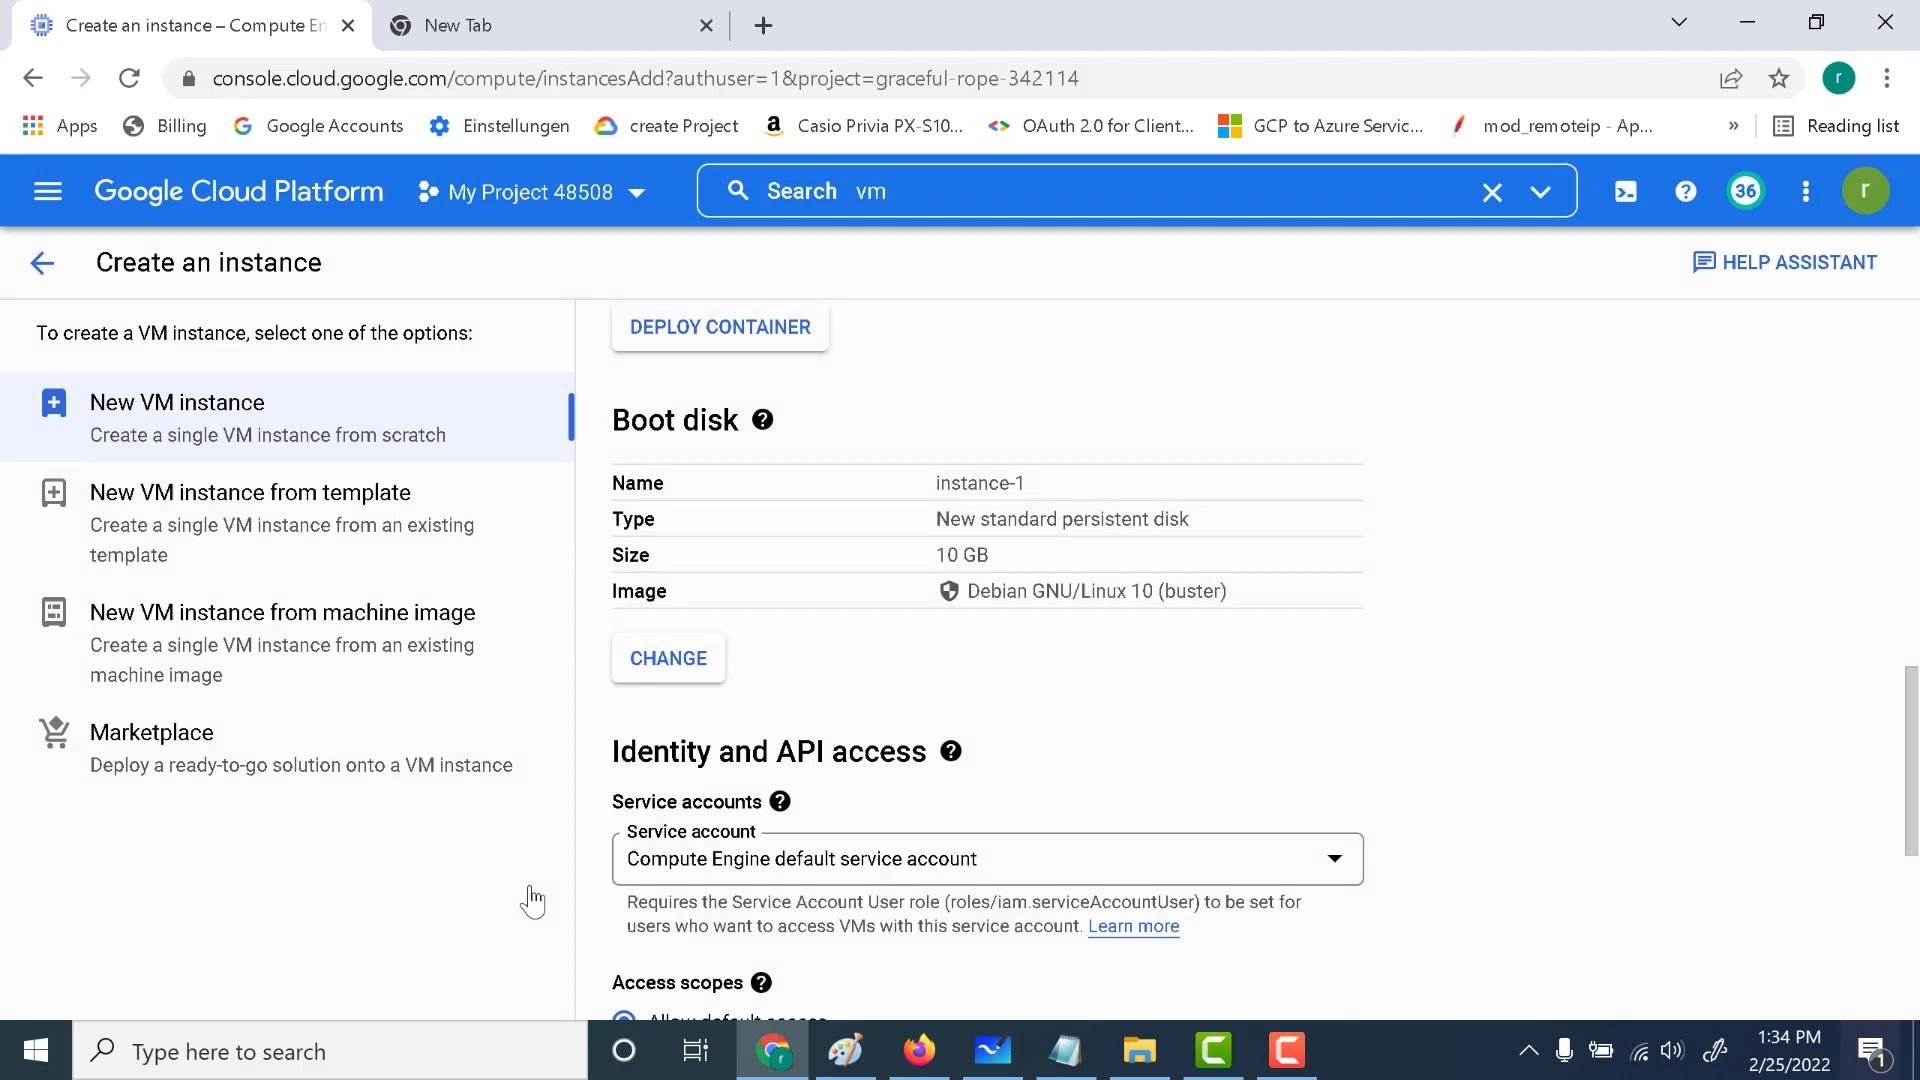 Create an instance – Compute En
New Tab
console.cloud.google.com/compute/instancesAdd?authuser=1&project=graceful-rope-342114
r
Apps
Billing
Google Accounts
Einstellungen
create Project
Casio Privia PX-S10...
OAuth 2.0 for Client...
GCP to Azure Servic...
mod_remoteip - Ap...
»
Reading list
Google Cloud Platform
My Project 48508
Search vm
36
r
Create an instance
HELP ASSISTANT
To create a VM instance, select one of the options:
New VM instance
Create a single VM instance from scratch
New VM instance from template
Create a single VM instance from an existing
template
New VM instance from machine image
Create a single VM instance from an existing
machine image
Marketplace
Deploy a ready-to-go solution onto a VM instance
DEPLOY CONTAINER
Boot disk
Name instance-1
Type New standard persistent disk
Size 10 GB
Image Debian GNU/Linux 10 (buster)
CHANGE
Identity and API access
Service accounts
Service account
Compute Engine default service account
Requires the Service Account User role (roles/iam.serviceAccountUser) to be set for
users who want to access VMs with this service account. Learn more
Access scopes
Allow default access
Type here to search
1:34 PM
2/25/2022
1